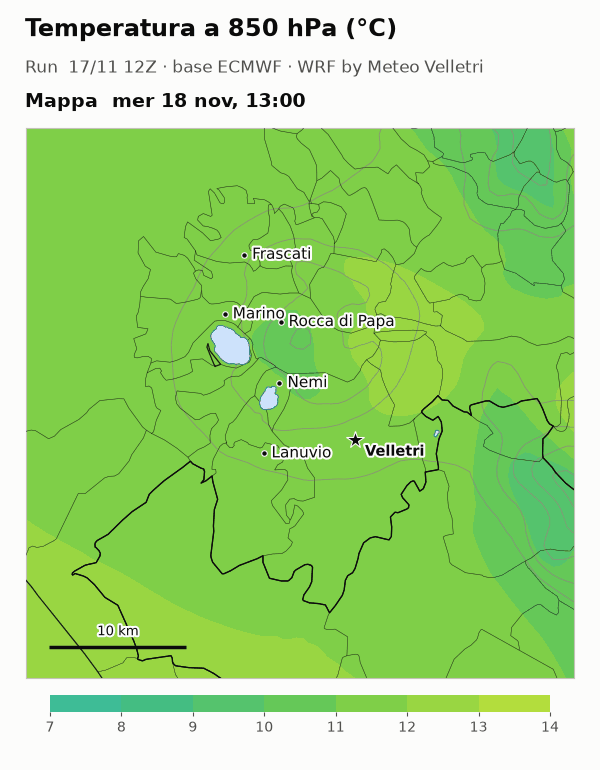 Temperatura a 850 hPa (°C)
Run  17/11 12Z · base ECMWF · WRF by Meteo Velletri
Mappa  mer 18 nov, 13:00
Frascati
Marino
Rocca di Papa
Nemi
Velletri
Lanuvio
10 km
7 8 9 10 11 12 13 14